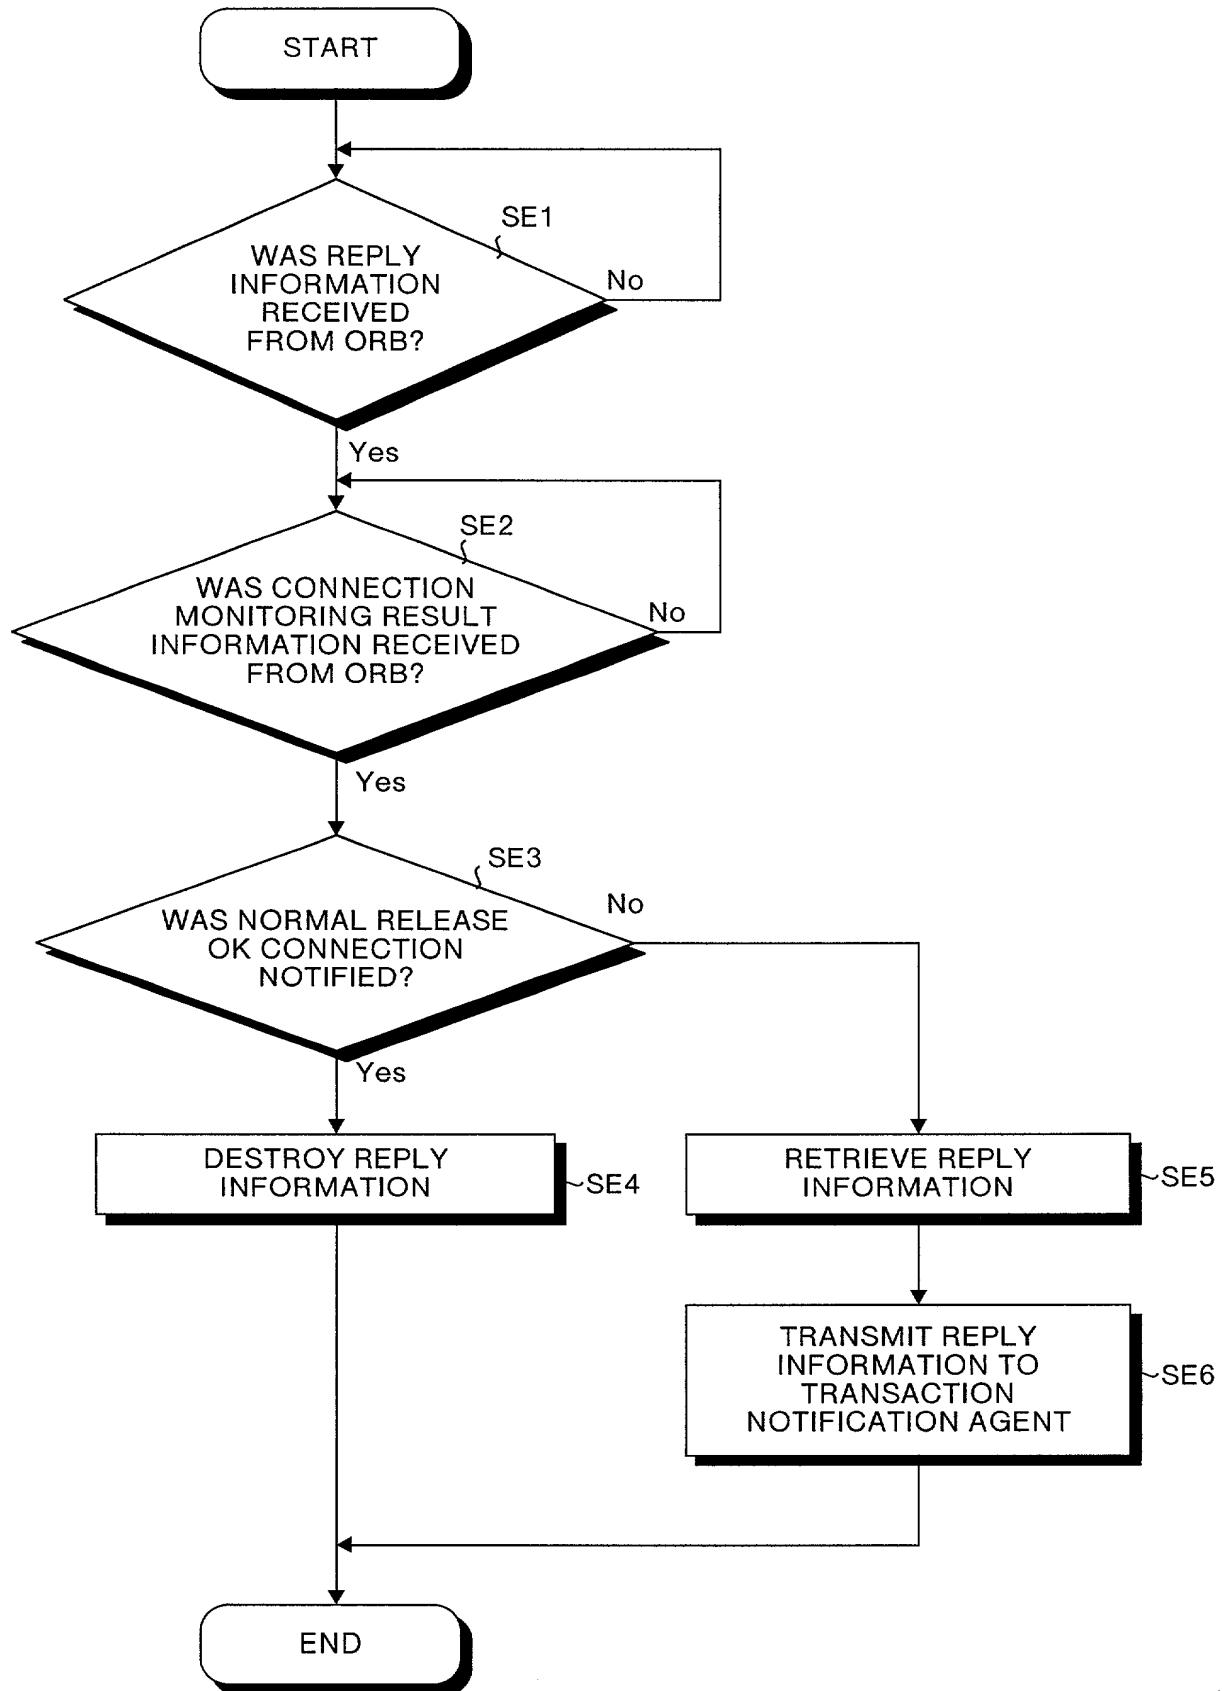 START
SE1
WAS REPLY
INFORMATION
RECEIVED
FROM ORB?
No
Yes
SE2
WAS CONNECTION
MONITORING RESULT
INFORMATION RECEIVED
FROM ORB?
No
Yes
SE3
WAS NORMAL RELEASE
OK CONNECTION
NOTIFIED?
No
Yes
DESTROY REPLY
INFORMATION
SE4
RETRIEVE REPLY
INFORMATION
SE5
TRANSMIT REPLY
INFORMATION TO
TRANSACTION
NOTIFICATION AGENT
SE6
END